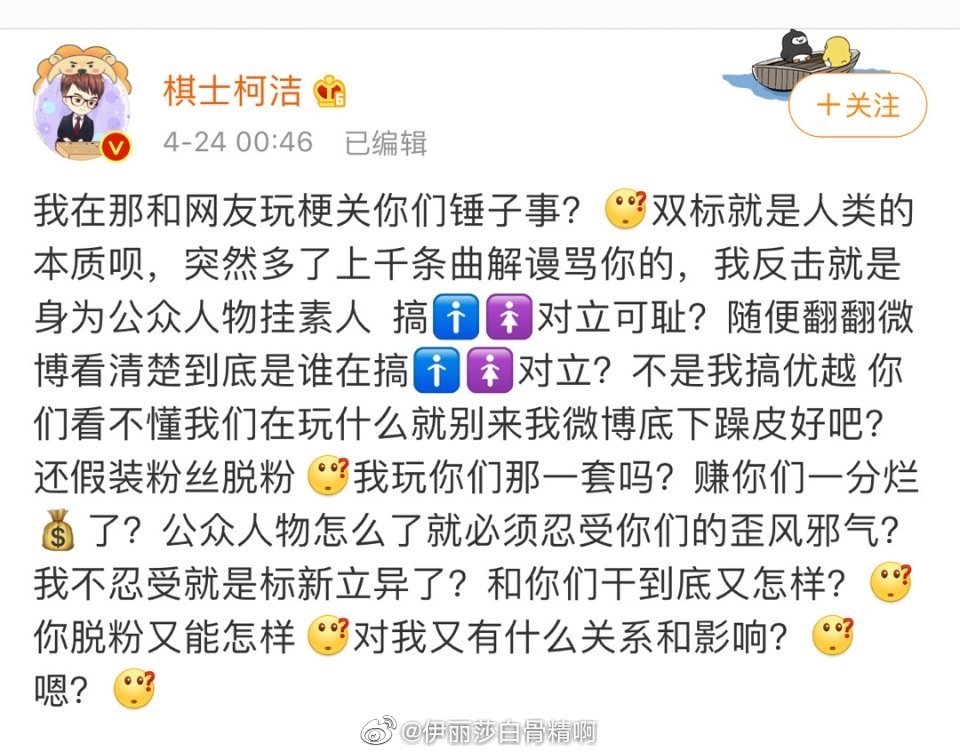 棋士柯洁
6
V
+关注
4-24 00:46 已编辑
我在那和网友玩梗关你们锤子事？双标就是人类的
本质呗，突然多了上千条曲解谩骂你的，我反击就是
身为公众人物挂素人 搞🚹🚺对立可耻？随便翻翻微
博看清楚到底是谁在搞🚹🚺对立？不是我搞优越 你
们看不懂我们在玩什么就别来我微博底下躁皮好吧？
还假装粉丝脱粉 我玩你们那一套吗？赚你们一分烂
💰了？公众人物怎么了就必须忍受你们的歪风邪气？
我不忍受就是标新立异了？和你们干到底又怎样？
你脱粉又能怎样 对我又有什么关系和影响？
嗯？
@伊丽莎白骨精啊